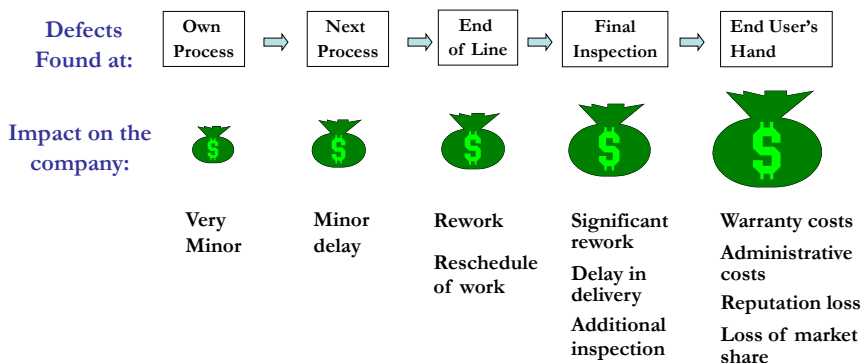 Defects
Found at:
Own
Process
Next
Process
End
of Line
Final
Inspection
End User's
Hand
Impact on the
company:
$
$
$
$
$
Very
Minor
Minor
delay
Rework
Reschedule
of work
Significant
rework
Delay in
delivery
Additional
inspection
Warranty costs
Administrative
costs
Reputation loss
Loss of market
share